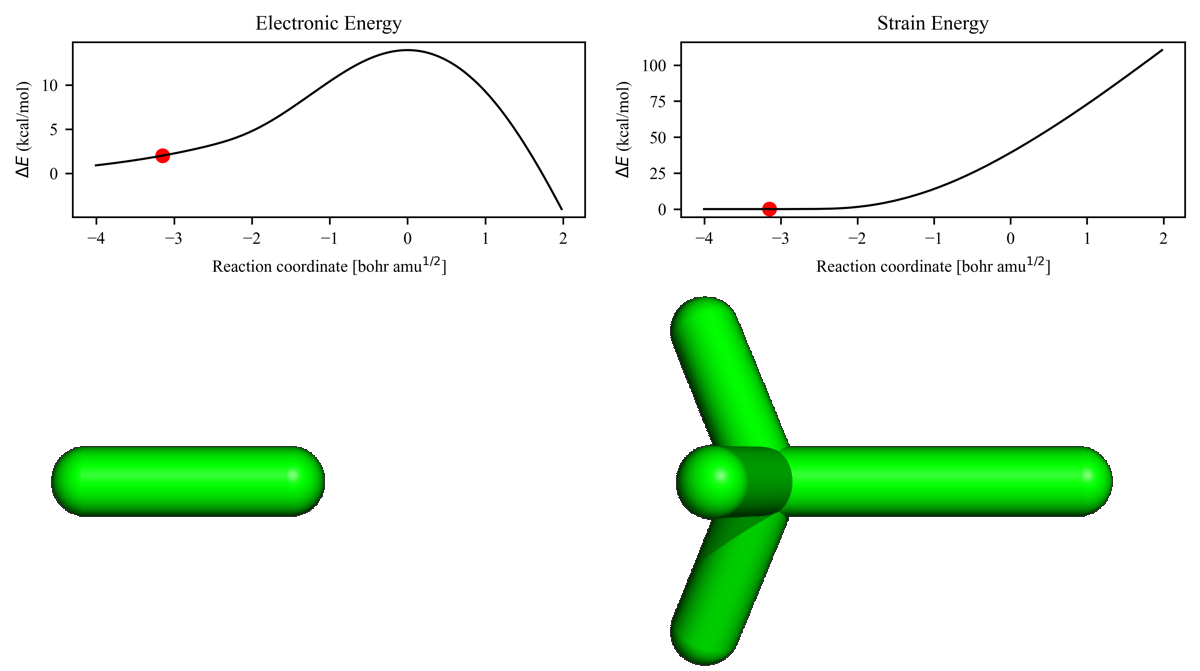 Electronic Energy
ΔE (kcal/mol)
10
5
0
−4 −3 −2 −1 0 1 2
Reaction coordinate [bohr amu^1/2]
Strain Energy
ΔE (kcal/mol)
100
75
50
25
0
−4 −3 −2 −1 0 1 2
Reaction coordinate [bohr amu^1/2]